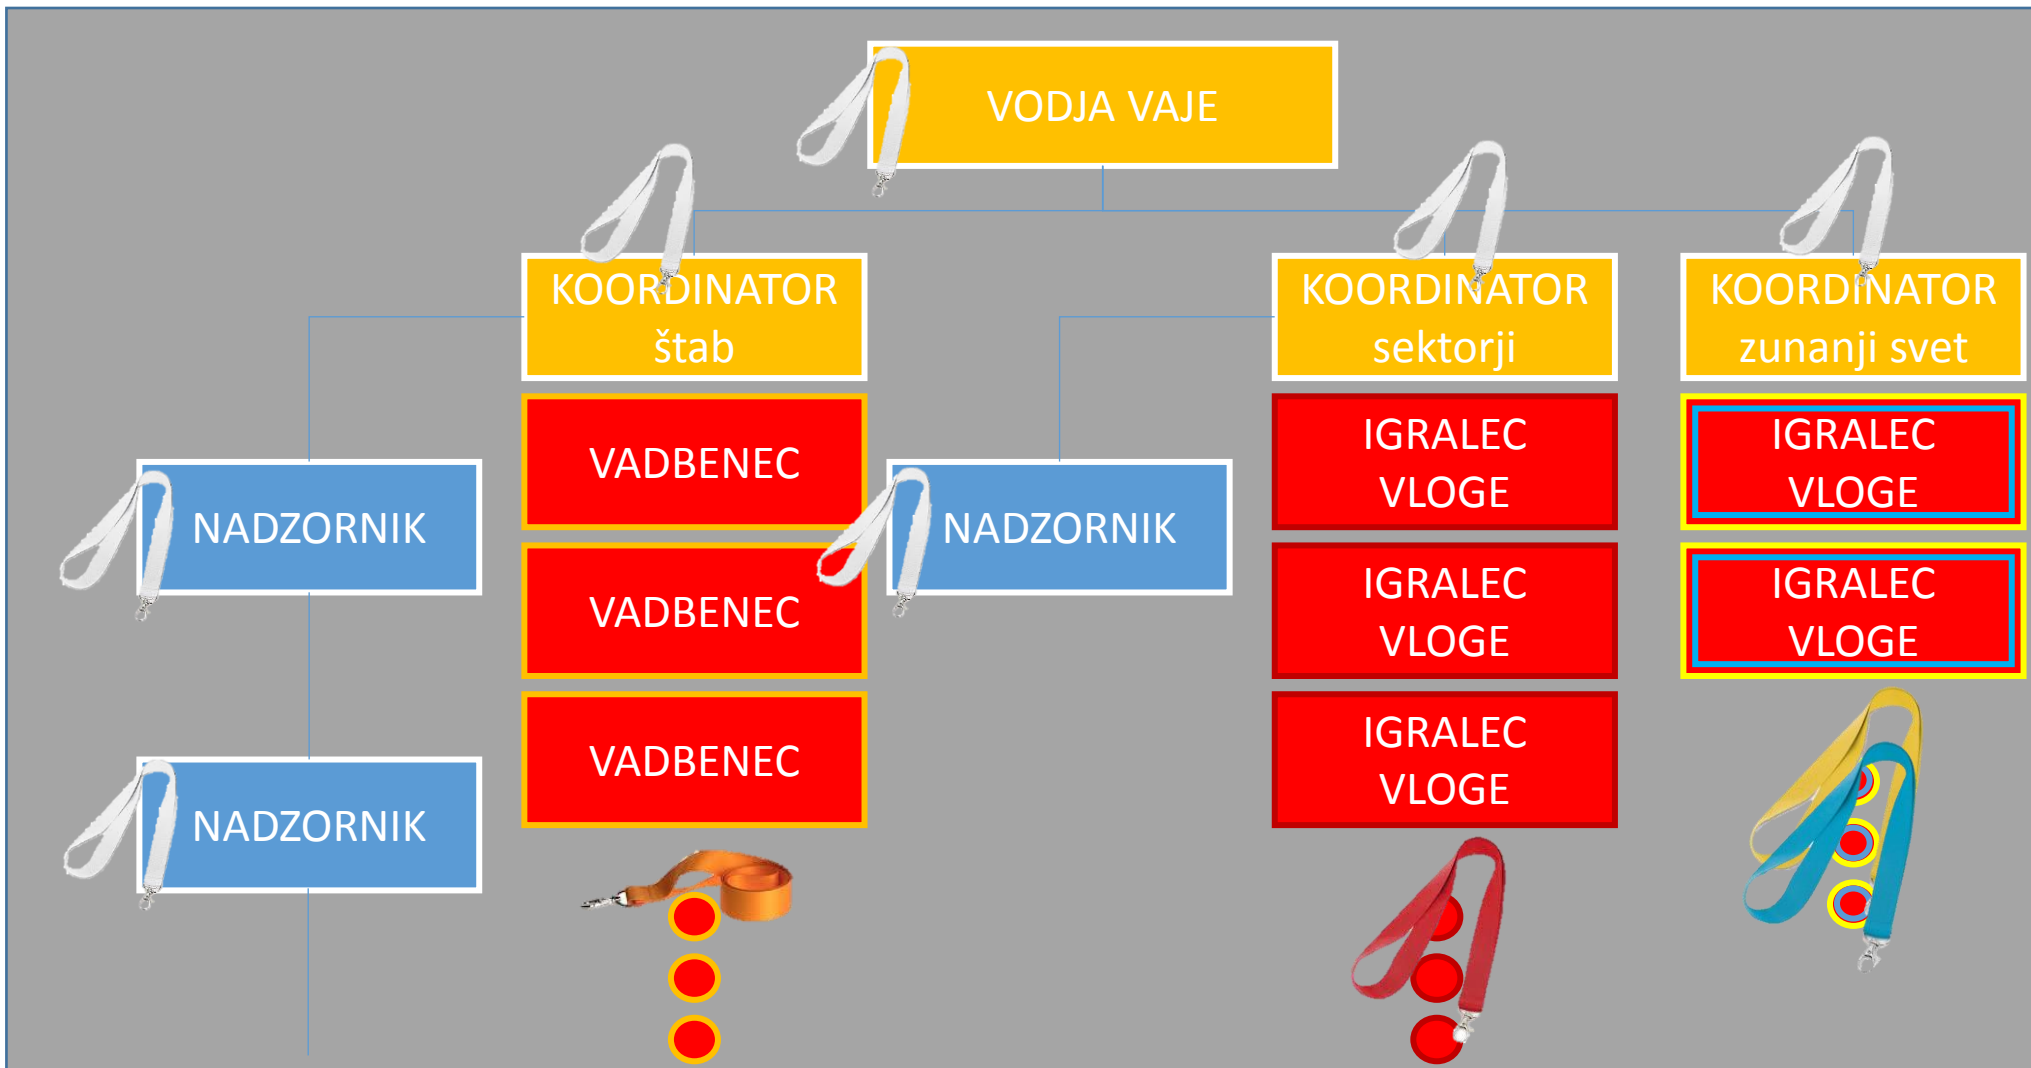 VODJA VAJE
KOORDINATOR
štab
KOORDINATOR
sektorji
KOORDINATOR
zunanji svet
NADZORNIK
NADZORNIK
VADBENEC
VADBENEC
VADBENEC
NADZORNIK
IGRALEC
VLOGE
IGRALEC
VLOGE
IGRALEC
VLOGE
IGRALEC
VLOGE
IGRALEC
VLOGE